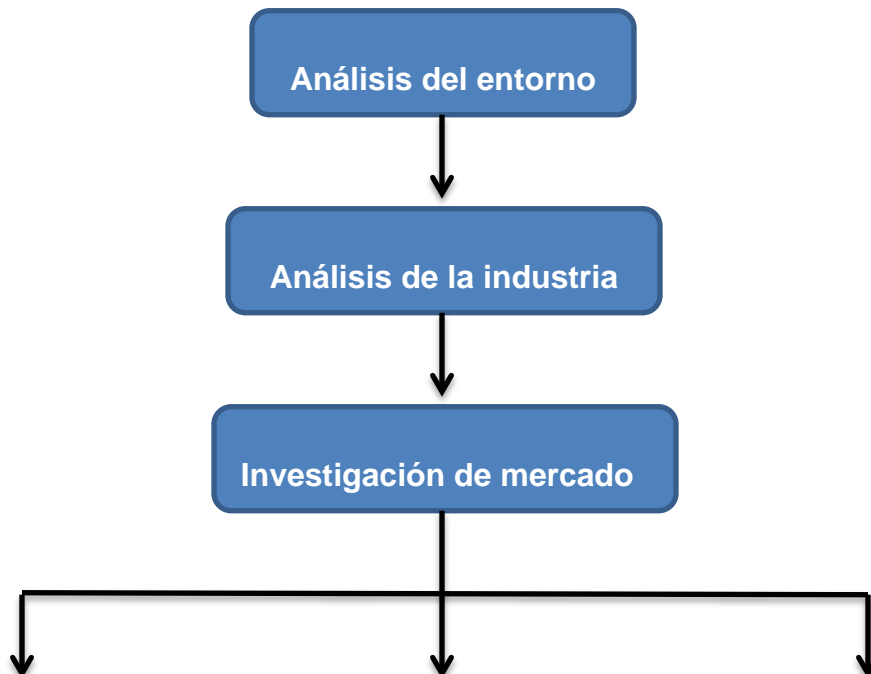 Análisis del entorno
Análisis de la industria
Investigación de mercado